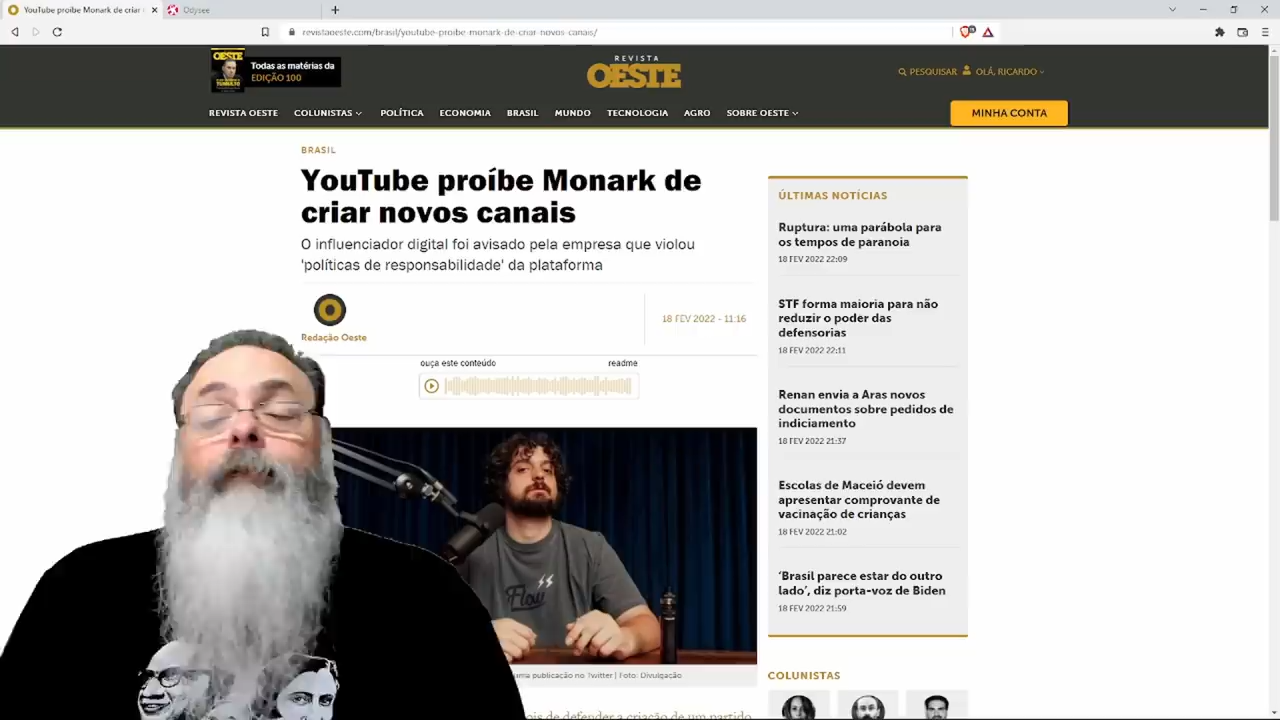 YouTube proíbe Monark de criar
Odysee
revistaoeste.com/brasil/youtube-proibe-monark-de-criar-novos-canais/
OESTE
Todas as matérias da
EDIÇÃO 100
REVISTA
OESTE
PESQUISAR
OLÁ, RICARDO
REVISTA OESTE
COLUNISTAS
POLÍTICA
ECONOMIA
BRASIL
MUNDO
TECNOLOGIA
AGRO
SOBRE OESTE
MINHA CONTA
BRASIL
YouTube proíbe Monark de
criar novos canais
O influenciador digital foi avisado pela empresa que violou
'políticas de responsabilidade' da plataforma
Redação Oeste
18 FEV 2022 - 11:16
ouça este conteúdo
readme
Flow
publicação no Twitter | Foto: Divulgação
de defender a criação de um partido
ÚLTIMAS NOTÍCIAS
Ruptura: uma parábola para
os tempos de paranoia
18 FEV 2022 22:09
STF forma maioria para não
reduzir o poder das
defensorias
18 FEV 2022 22:11
Renan envia a Aras novos
documentos sobre pedidos de
indiciamento
18 FEV 2022 21:37
Escolas de Maceió devem
apresentar comprovante de
vacinação de crianças
18 FEV 2022 21:02
‘Brasil parece estar do outro
lado’, diz porta-voz de Biden
18 FEV 2022 21:59
COLUNISTAS